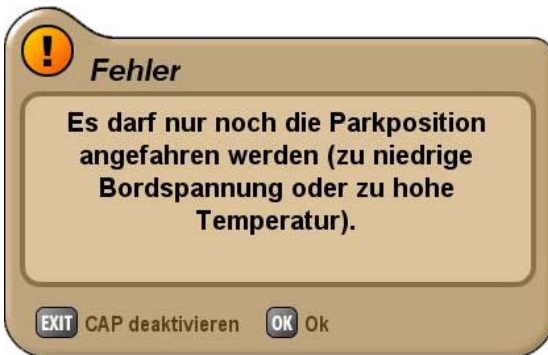 !
Fehler
Es darf nur noch die Parkposition
angefahren werden (zu niedrige
Bordspannung oder zu hohe
Temperatur).
EXIT CAP deaktivieren OK Ok